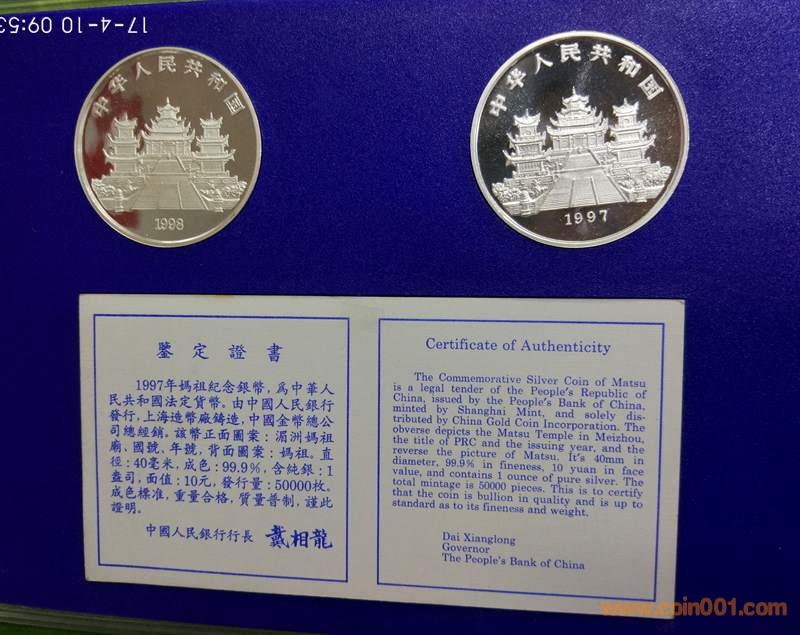 17-4-10 09:53
中华人民共和国
1998
中华人民共和国
1997
鑒定證書
1997年媽祖紀念銀幣，爲中華人
民共和國法定貨幣。由中國人民銀行
發行，上海造幣廠鑄造，中國金幣總公
司總經銷。該幣正面圖案：湄洲媽祖
廟、國號、年號，背面圖案：媽祖。直
徑：40毫米，成色：99.9%，含純銀：1
盎司，面值：10元，發行量：50000枚。
成色標准，重量合格，質量普制，謹此
證明。
中國人民銀行行長 戴相龍
Certificate of Authenticity
The Commemorative Silver Coin of Matsu
is a legal tender of the People's Republic of
China, issued by the People's Bank of China,
minted by Shanghai Mint, and solely dis-
tributed by China Gold Coin Incorporation. The
obverse depicts the Matsu Temple in Meizhou,
the title of PRC and the issuing year, and the
reverse the picture of Matsu. It's 40mm in
diameter, 99.9% in fineness, 10 yuan in face
value, and contains 1 ounce of pure silver. The
total mintage is 50000 pieces. This is to certify
that the coin is bullion in quality and is up to
standard as to its fineness and weight.
Dai Xianglong
Governor
The People's Bank of China
www.coin001.com